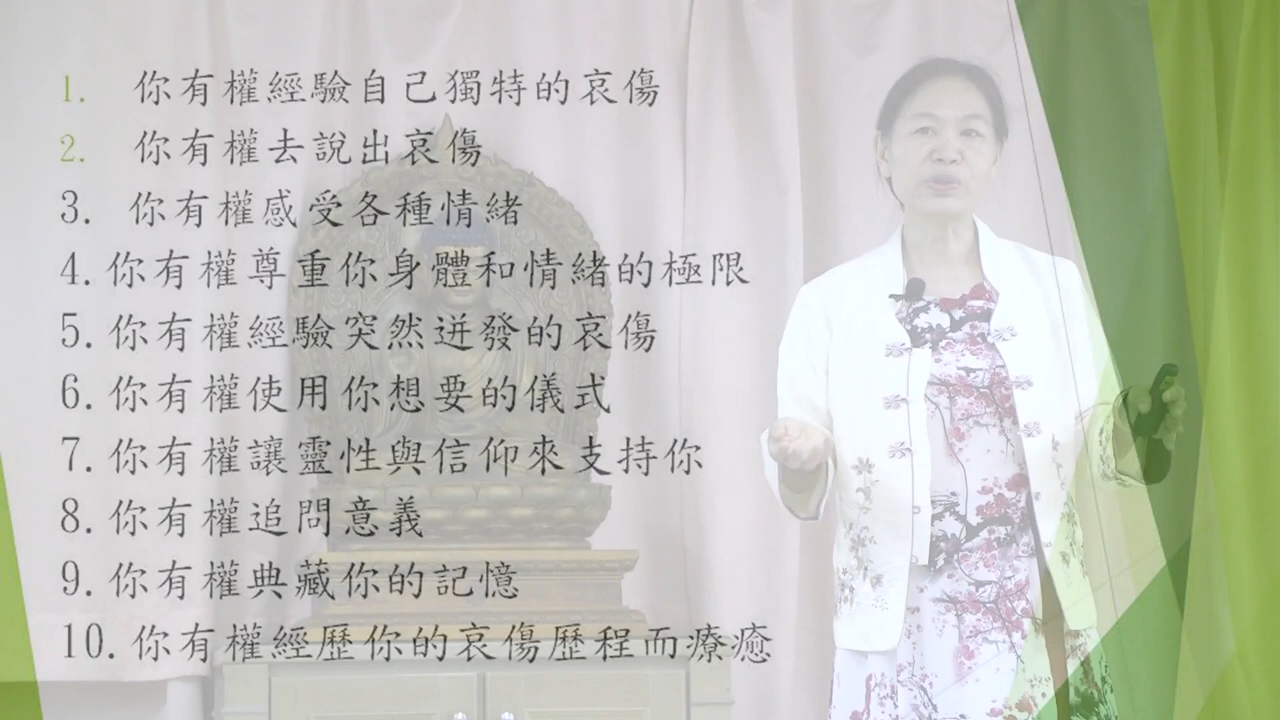 1. 你有權經驗自己獨特的哀傷
2. 你有權去說出哀傷
3. 你有權感受各種情緒
4.你有權尊重你身體和情緒的極限
5.你有權經驗突然迸發的哀傷
6.你有權使用你想要的儀式
7.你有權讓靈性與信仰來支持你
8.你有權追問意義
9.你有權典藏你的記憶
10.你有權經歷你的哀傷歷程而療癒